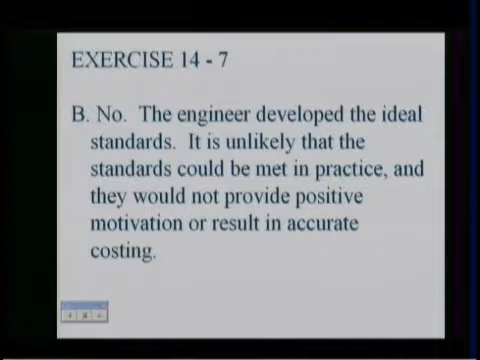 EXERCISE 14 - 7
B. No. The engineer developed the ideal
standards. It is unlikely that the
standards could be met in practice, and
they would not provide positive
motivation or result in accurate
costing.